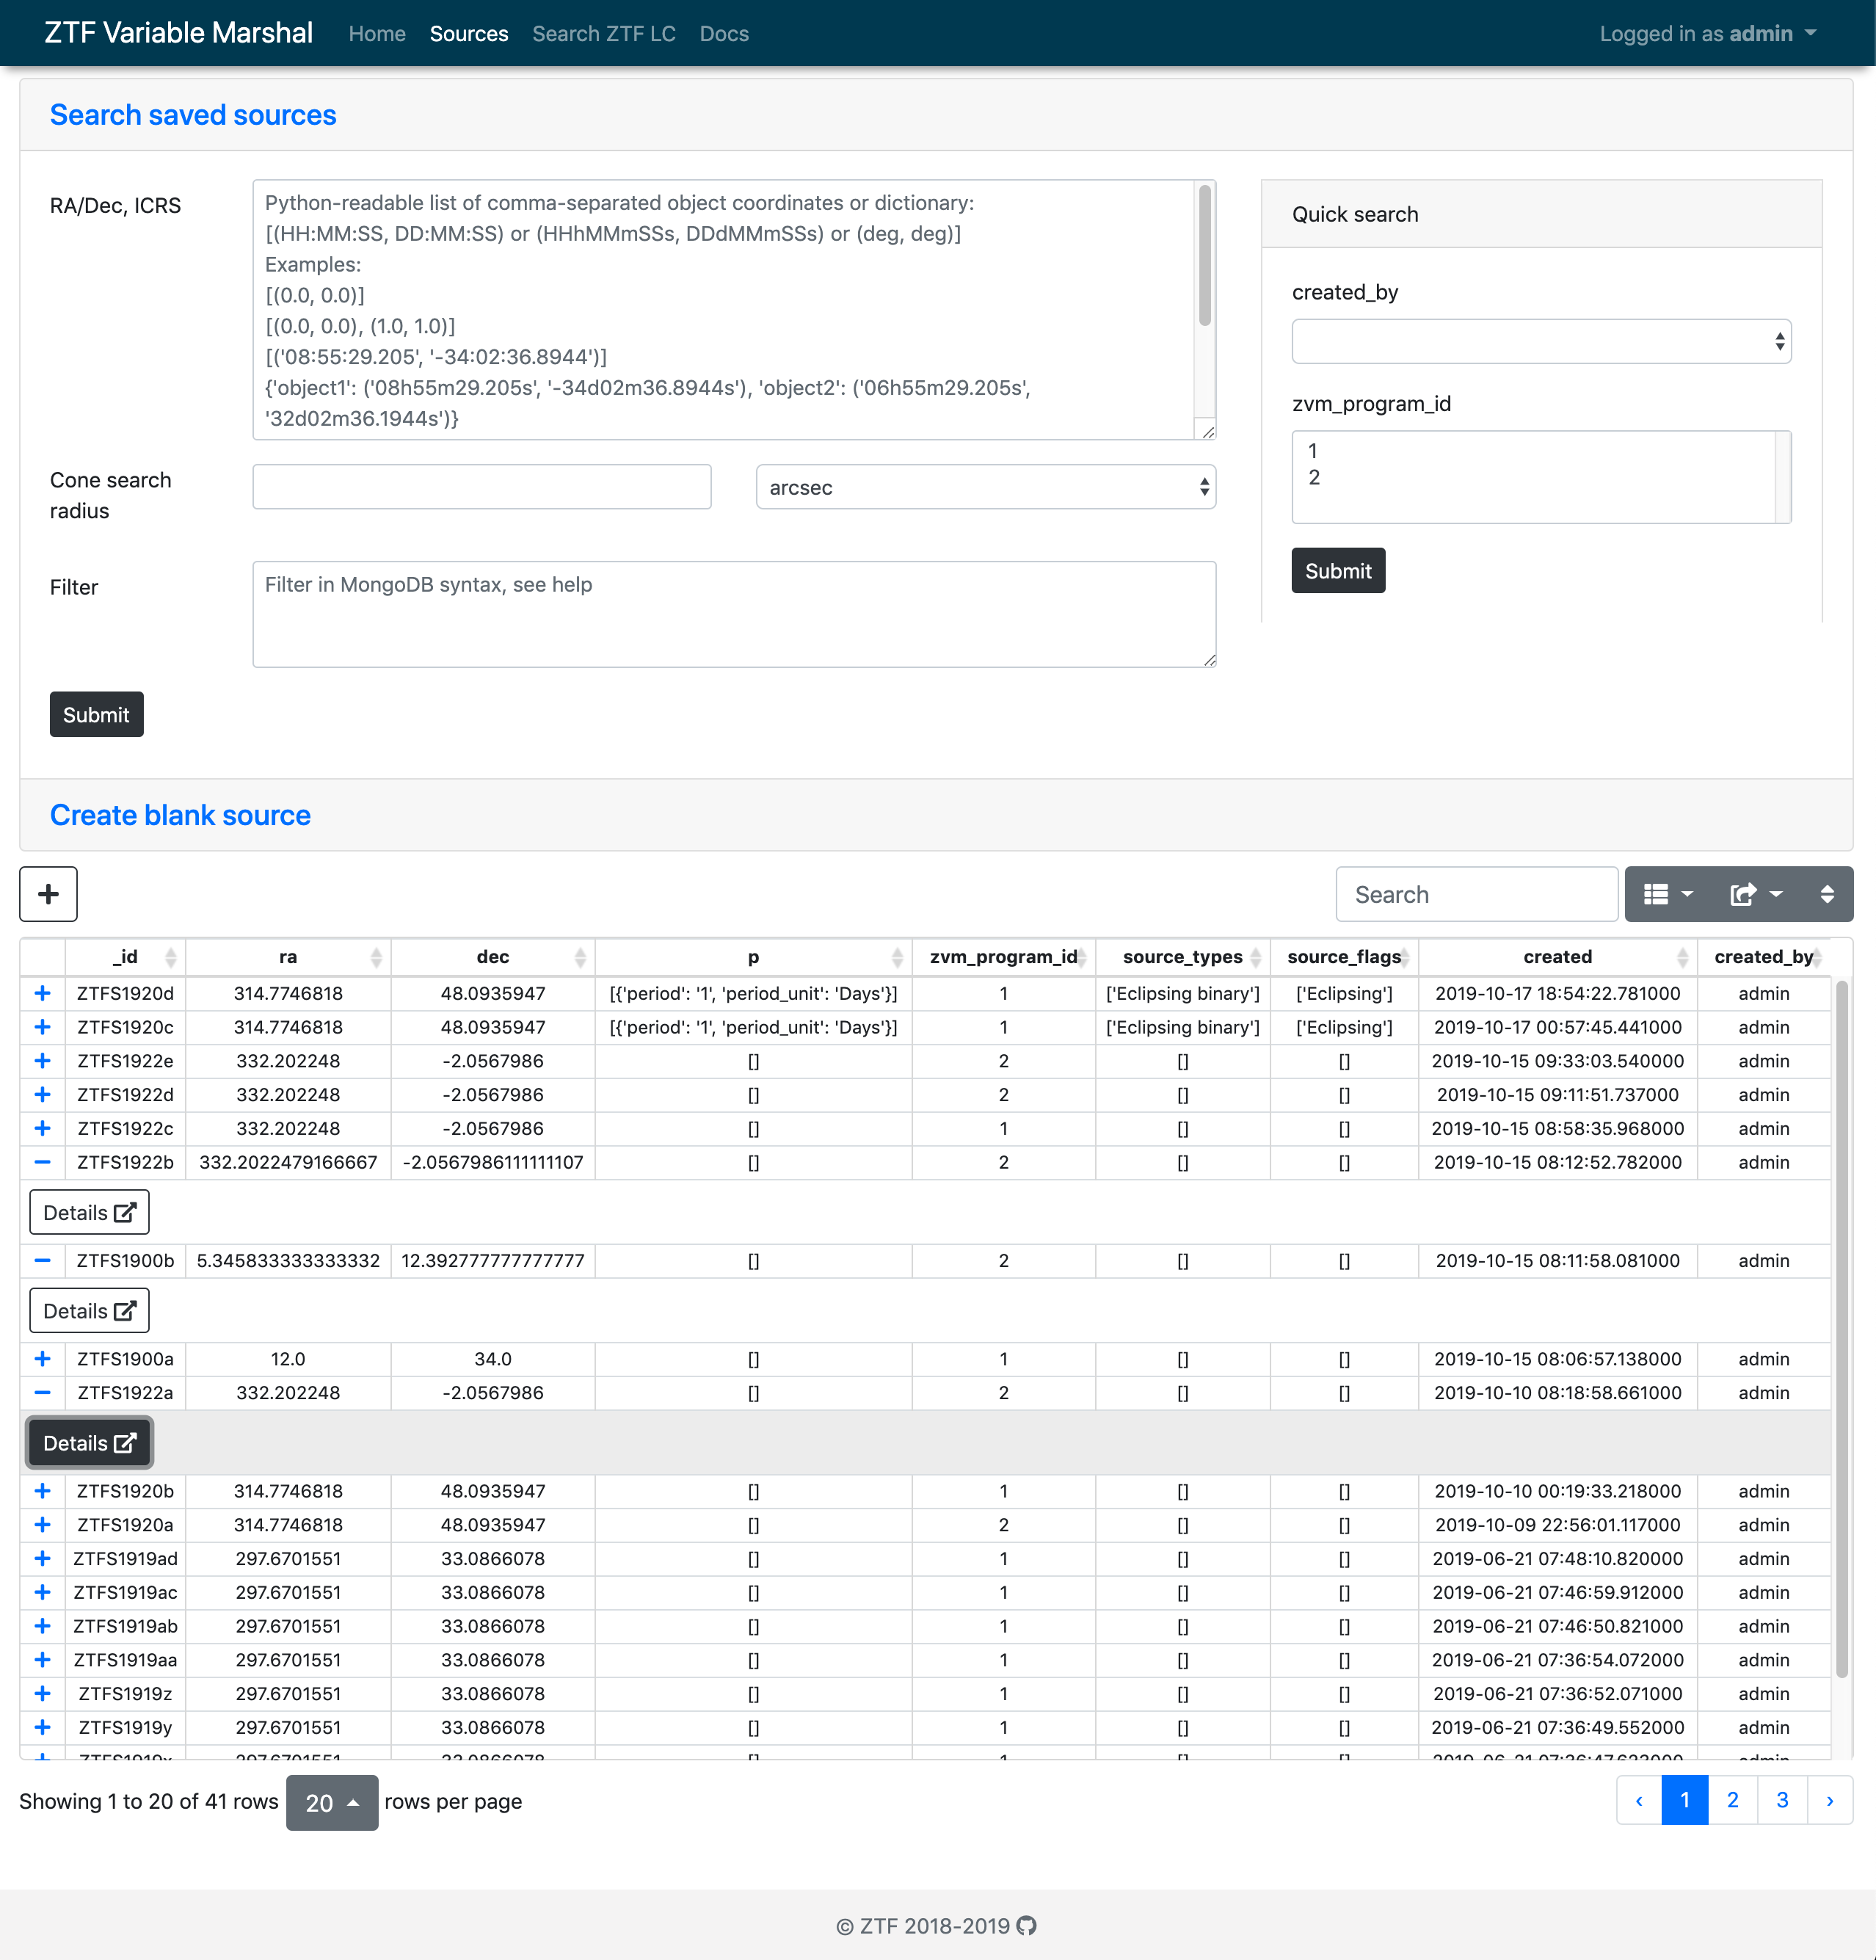 ZTF Variable Marshal Home Sources Search ZTF LC Docs Logged in as admin
Search saved sources
RA/Dec, ICRS
Python-readable list of comma-separated object coordinates or dictionary:
[(HH:MM:SS, DD:MM:SS) or (HHhMMmSSs, DDdMMmSSs) or (deg, deg)]
Examples:
[(0.0, 0.0)]
[(0.0, 0.0), (1.0, 1.0)]
[('08:55:29.205', '-34:02:36.8944')]
{'object1': ('08h55m29.205s', '-34d02m36.8944s'), 'object2': ('06h55m29.205s',
'32d02m36.1944s')}
Cone search
radius
arcsec
Filter
Filter in MongoDB syntax, see help
Submit
Quick search
created_by
zvm_program_id
1
2
Submit
Create blank source
Search
_id ra dec p zvm_program_id source_types source_flags created created_by
ZTFS1920d 314.7746818 48.0935947 [{'period': '1', 'period_unit': 'Days'}] 1 ['Eclipsing binary'] ['Eclipsing'] 2019-10-17 18:54:22.781000 admin
ZTFS1920c 314.7746818 48.0935947 [{'period': '1', 'period_unit': 'Days'}] 1 ['Eclipsing binary'] ['Eclipsing'] 2019-10-17 00:57:45.441000 admin
ZTFS1922e 332.202248 -2.0567986 [] 2 [] [] 2019-10-15 09:33:03.540000 admin
ZTFS1922d 332.202248 -2.0567986 [] 2 [] [] 2019-10-15 09:11:51.737000 admin
ZTFS1922c 332.202248 -2.0567986 [] 1 [] [] 2019-10-15 08:58:35.968000 admin
ZTFS1922b 332.2022479166667 -2.0567986111111107 [] 2 [] [] 2019-10-15 08:12:52.782000 admin
Details
ZTFS1900b 5.345833333333332 12.392777777777777 [] 2 [] [] 2019-10-15 08:11:58.081000 admin
Details
ZTFS1900a 12.0 34.0 [] 1 [] [] 2019-10-15 08:06:57.138000 admin
ZTFS1922a 332.202248 -2.0567986 [] 2 [] [] 2019-10-10 08:18:58.661000 admin
Details
ZTFS1920b 314.7746818 48.0935947 [] 1 [] [] 2019-10-10 00:19:33.218000 admin
ZTFS1920a 314.7746818 48.0935947 [] 2 [] [] 2019-10-09 22:56:01.117000 admin
ZTFS1919ad 297.6701551 33.0866078 [] 1 [] [] 2019-06-21 07:48:10.820000 admin
ZTFS1919ac 297.6701551 33.0866078 [] 1 [] [] 2019-06-21 07:46:59.912000 admin
ZTFS1919ab 297.6701551 33.0866078 [] 1 [] [] 2019-06-21 07:46:50.821000 admin
ZTFS1919aa 297.6701551 33.0866078 [] 1 [] [] 2019-06-21 07:36:54.072000 admin
ZTFS1919z 297.6701551 33.0866078 [] 1 [] [] 2019-06-21 07:36:52.071000 admin
ZTFS1919y 297.6701551 33.0866078 [] 1 [] [] 2019-06-21 07:36:49.552000 admin
Showing 1 to 20 of 41 rows 20 rows per page ‹ 1 2 3 ›
© ZTF 2018-2019